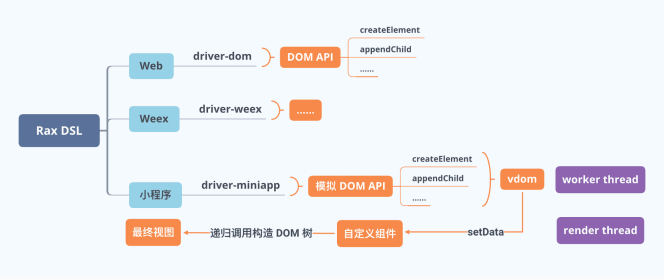 createElement
driver-dom
DOM API
appendChild
Web
......
driver-weex
Weex
......
Rax DSL
createElement
driver-miniapp
模拟 DOM API
appendChild
vdom
worker thread
小程序
......
最终视图
递归调用构造 DOM 树
自定义组件
setData
render thread